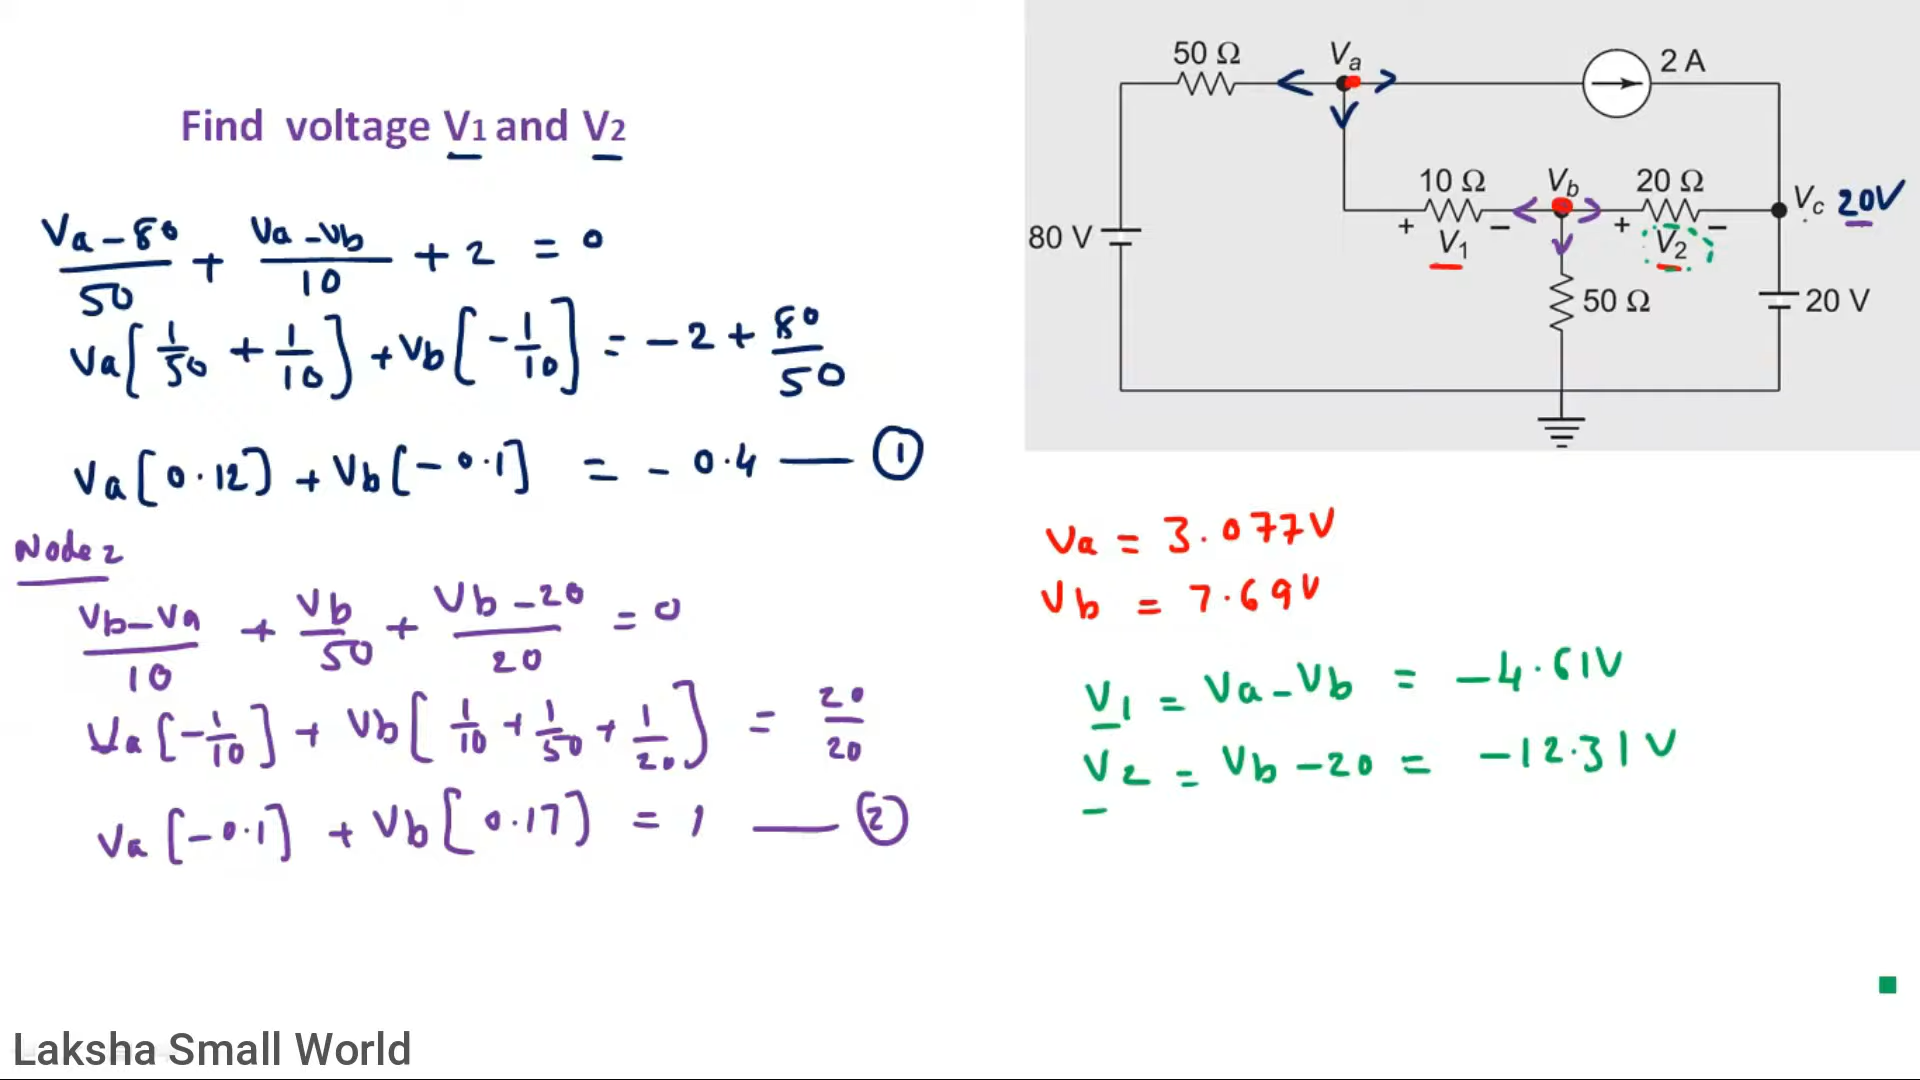 Find voltage V1 and V2
Va-80/50 + Va-Vb/10 + 2 = 0
Va[1/50 + 1/10] + Vb[-1/10] = -2 + 80/50
Va[0.12] + Vb[-0.1] = -0.4 — ①
Node 2
Vb-Va/10 + Vb/50 + Vb-20/20 = 0
Va[-1/10] + Vb[1/10 + 1/50 + 1/20] = 20/20
Va[-0.1] + Vb[0.17] = 1 — ②
50 Ω
Va
2 A
10 Ω
Vb
20 Ω
Vc 20V
80 V
+ V1 −
+ V2 −
50 Ω
20 V
Va = 3.077V
Vb = 7.69V
V1 = Va-Vb = -4.61V
V2 = Vb-20 = -12.31V
Laksha Small World